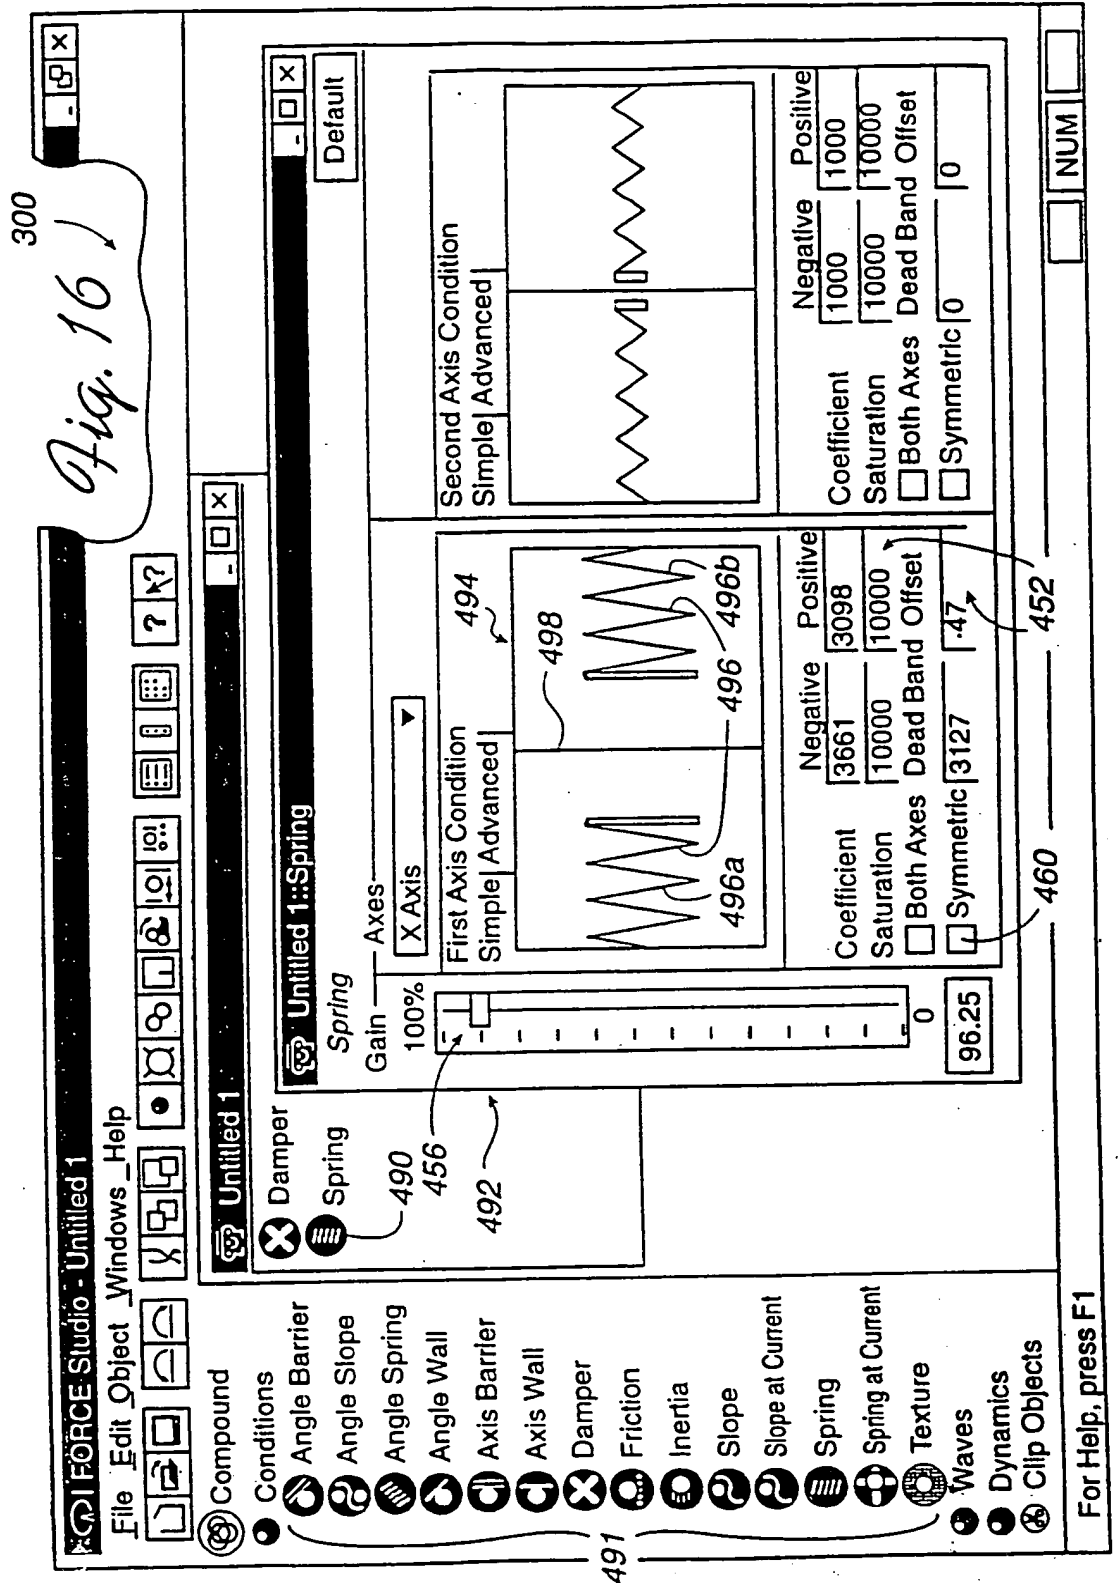 Fig. 16
300
I FORCE Studio - Untitled 1
File Edit Object Windows Help
? ?
Compound
Conditions
Angle Barrier
Angle Slope
Angle Spring
Angle Wall
Axis Barrier
Axis Wall
Damper
Friction
Inertia
Slope
Slope at Current
Spring
Spring at Current
Texture
Waves
Dynamics
Clip Objects
491
Untitled 1
Damper
Spring
490
456
492
Untitled 1::Spring
Spring
Default
Gain
100%
0
96.25
Axes
X Axis
First Axis Condition
Simple Advanced
494
498
496
496a
496b
Negative Positive
Coefficient 3661 3098
Saturation 10000 10000
Both Axes Dead Band Offset
Symmetric 3127 -47
460
452
Second Axis Condition
Simple Advanced
Negative Positive
Coefficient 1000 1000
Saturation 10000 10000
Both Axes Dead Band Offset
Symmetric 0 0
For Help, press F1
NUM